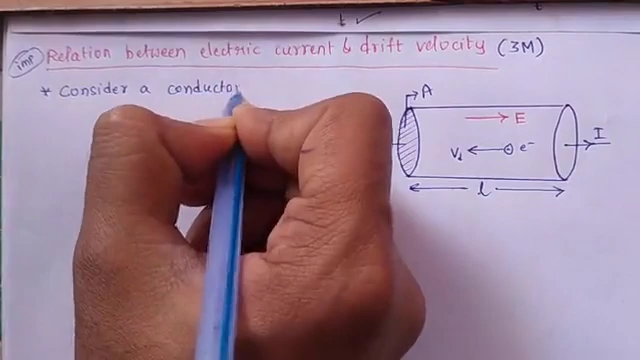 imp Relation between electric current & drift velocity (3M)
* Consider a conductor
A
E
I
Vd
e⁻
l